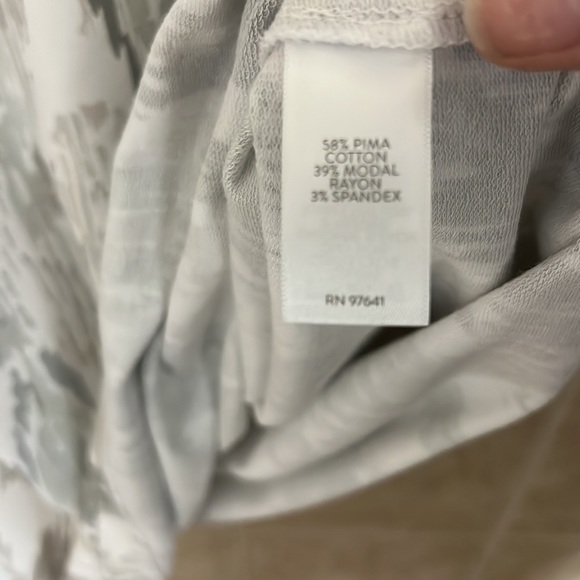 58% PIMA
COTTON
39% MODAL
RAYON
3% SPANDEX
RN 97641